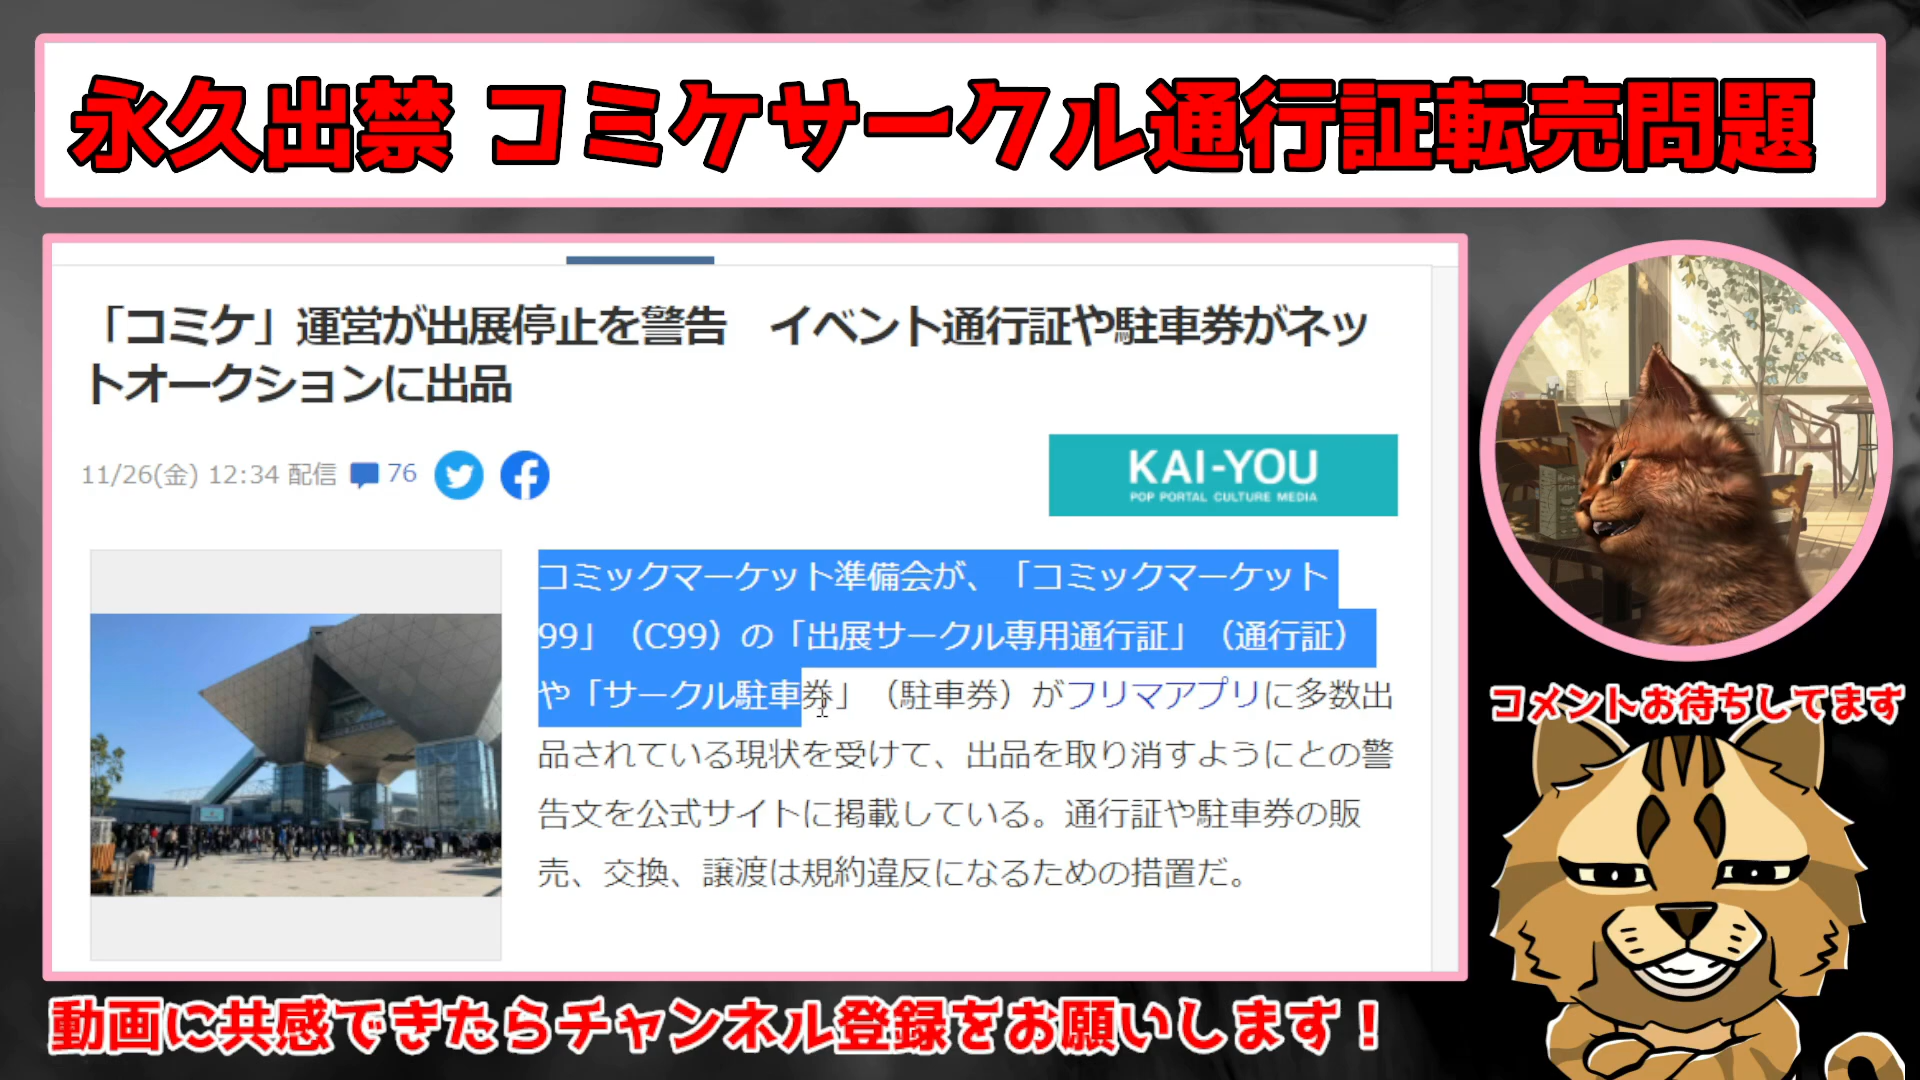 永久出禁 コミケサークル通行証転売問題
「コミケ」運営が出展停止を警告　イベント通行証や駐車券がネッ
トオークションに出品
11/26(金) 12:34 配信 76
KAI-YOU
POP PORTAL CULTURE MEDIA
コミックマーケット準備会が、「コミックマーケット
99」（C99）の「出展サークル専用通行証」（通行証）
や「サークル駐車券」（駐車券）がフリマアプリに多数出
品されている現状を受けて、出品を取り消すようにとの警
告文を公式サイトに掲載している。通行証や駐車券の販
売、交換、譲渡は規約違反になるための措置だ。
コメントお待ちしてます
動画に共感できたらチャンネル登録をお願いします！